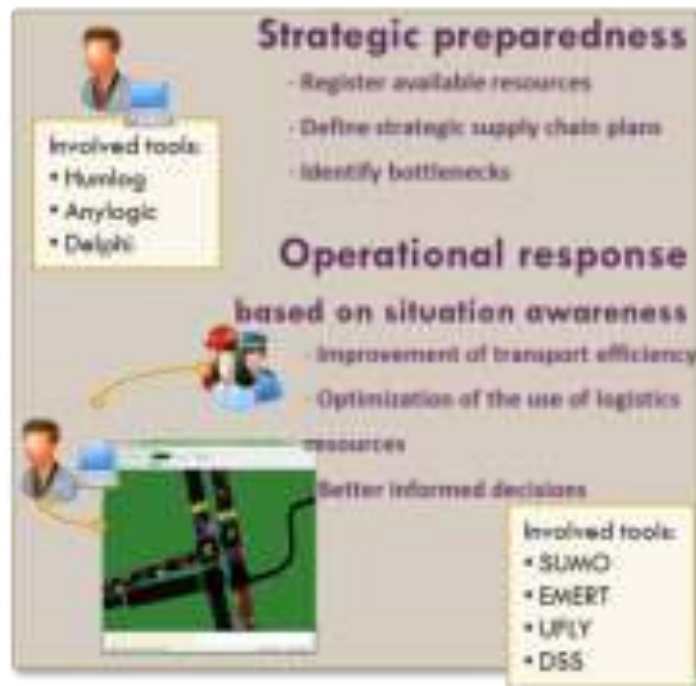 Strategic preparedness
- Register available resources
- Define strategic supply chain plans
- Identify bottlenecks
Involved tools:
• Humlog
• Anylogic
• Delphi
Operational response
based on situation awareness
- Improvement of transport efficiency
- Optimization of the use of logistics
resources
- Better informed decisions
Involved tools:
• SUMO
• EMERT
• UFLY
• DSS